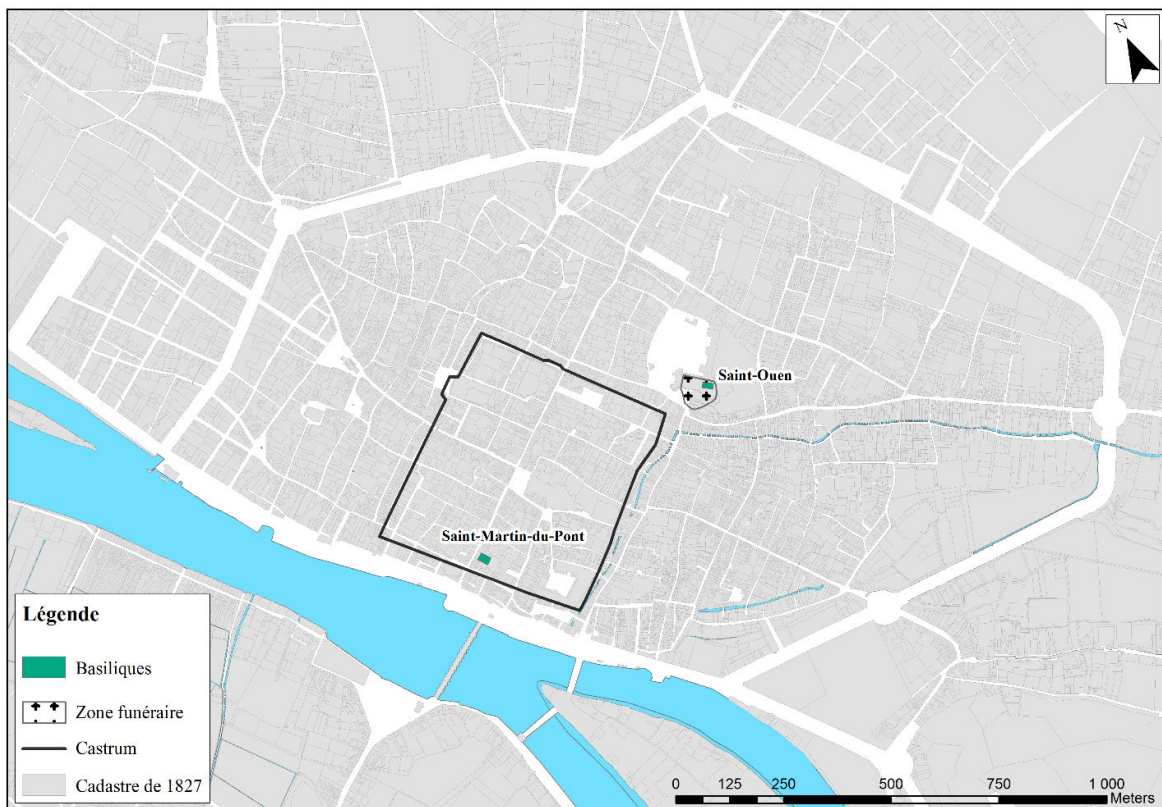 N
Saint-Ouen
Saint-Martin-du-Pont
Légende
Basiliques
Zone funéraire
Castrum
Cadastre de 1827
0 125 250 500 750 1 000
Meters